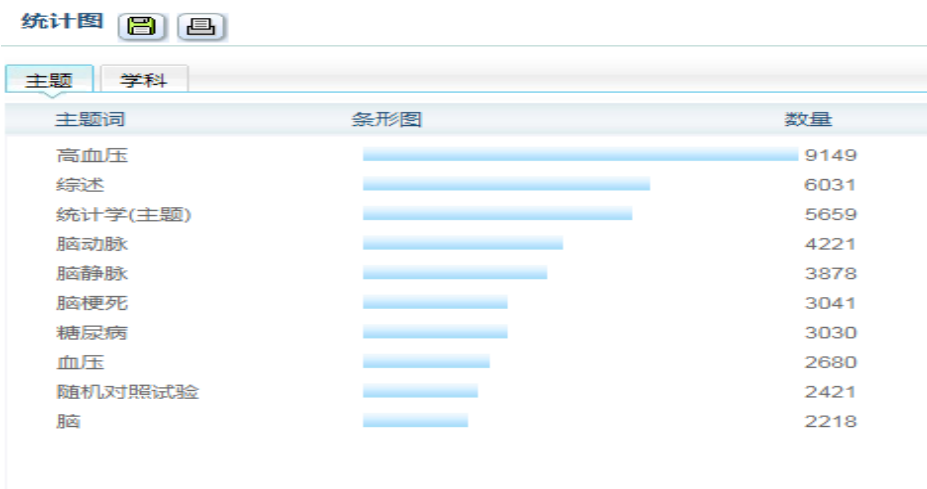 统计图
主题 学科
主题词 条形图 数量
高血压 9149
综述 6031
统计学(主题) 5659
脑动脉 4221
脑静脉 3878
脑梗死 3041
糖尿病 3030
血压 2680
随机对照试验 2421
脑 2218